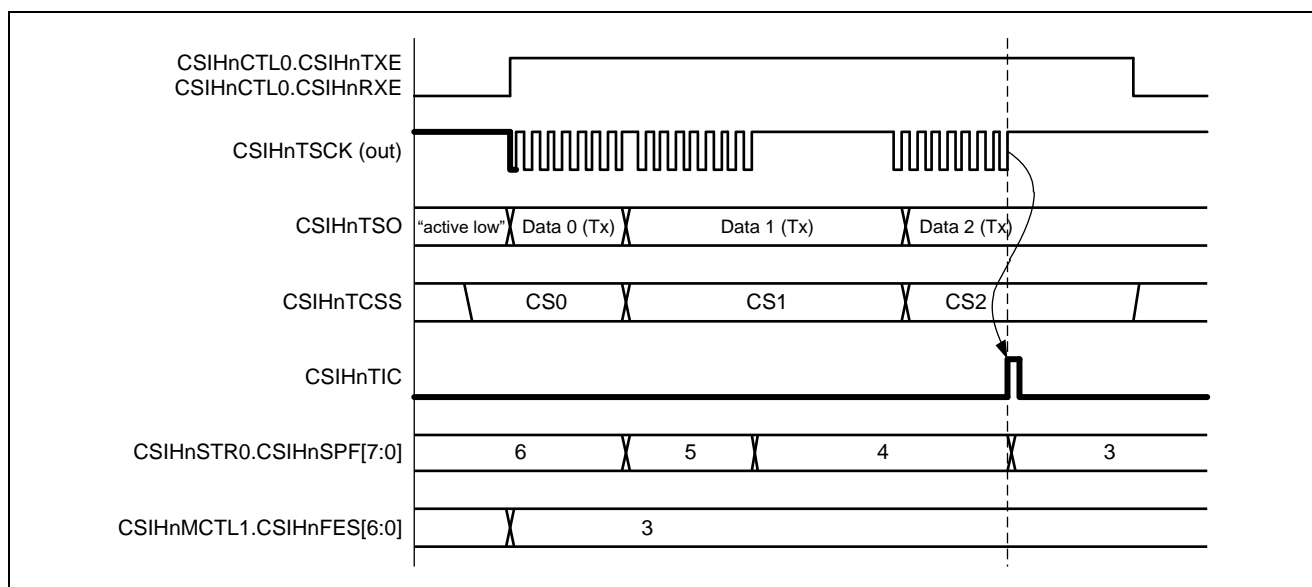 CSIHnCTL0.CSIHnTXE
CSIHnCTL0.CSIHnRXE
CSIHnTSCK (out)
CSIHnTSO
“active low” Data 0 (Tx) Data 1 (Tx) Data 2 (Tx)
CSIHnTCSS
CS0 CS1 CS2
CSIHnTIC
CSIHnSTR0.CSIHnSPF[7:0]
6 5 4 3
CSIHnMCTL1.CSIHnFES[6:0]
3